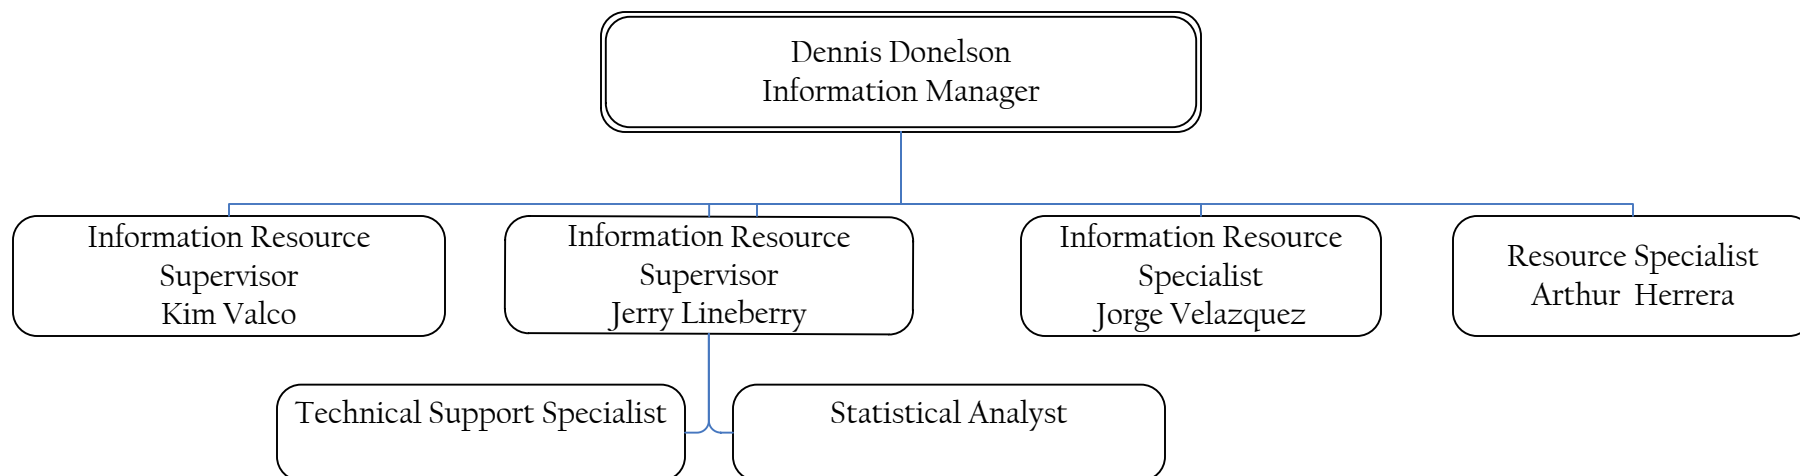 Dennis Donelson
Information Manager
Information Resource
Supervisor
Kim Valco
Information Resource
Supervisor
Jerry Lineberry
Information Resource
Specialist
Jorge Velazquez
Resource Specialist
Arthur  Herrera
Technical Support Specialist
Statistical Analyst